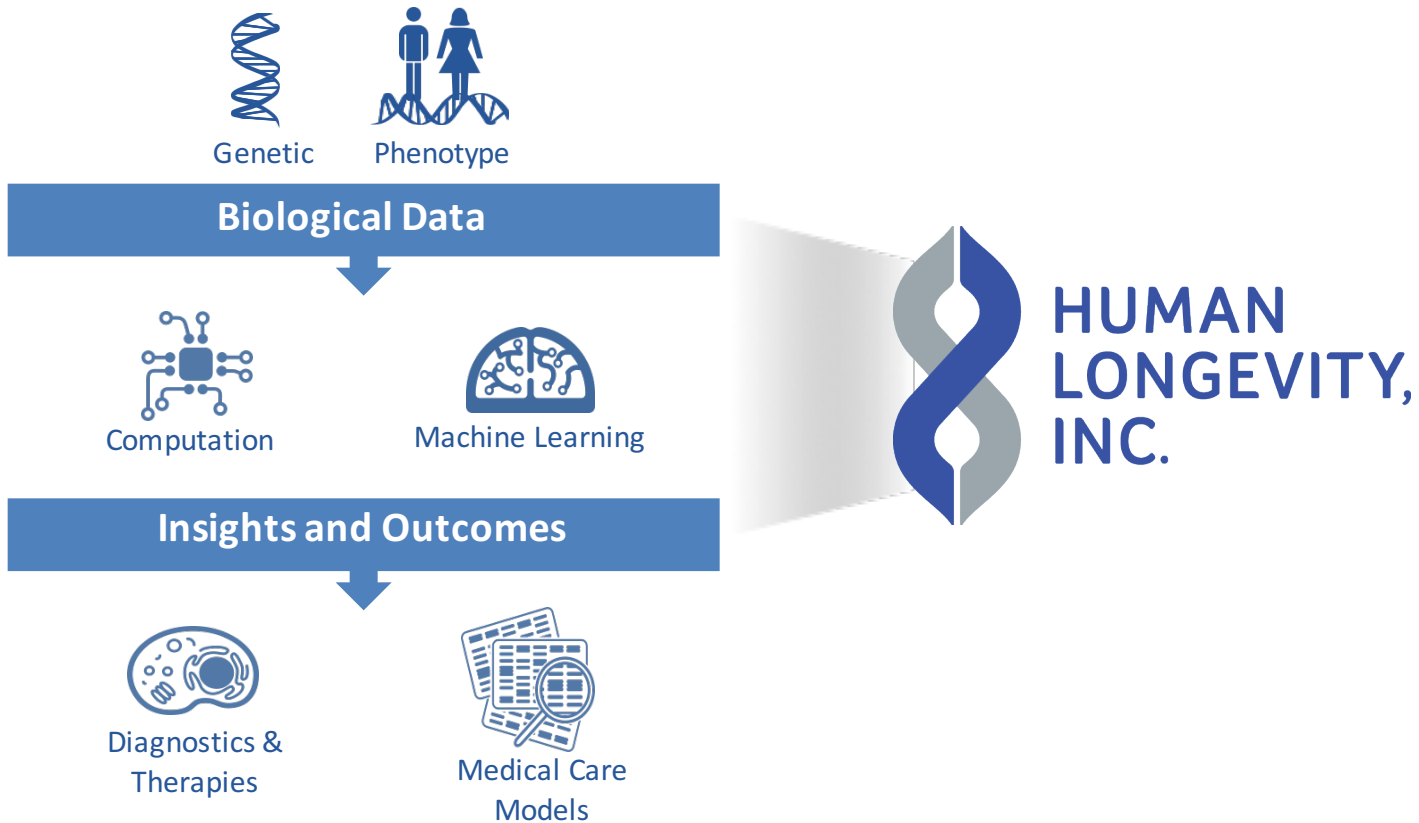 Genetic
Phenotype
Biological Data
Computation
Machine Learning
Insights and Outcomes
Diagnostics &
Therapies
Medical Care
Models
HUMAN
LONGEVITY,
INC.